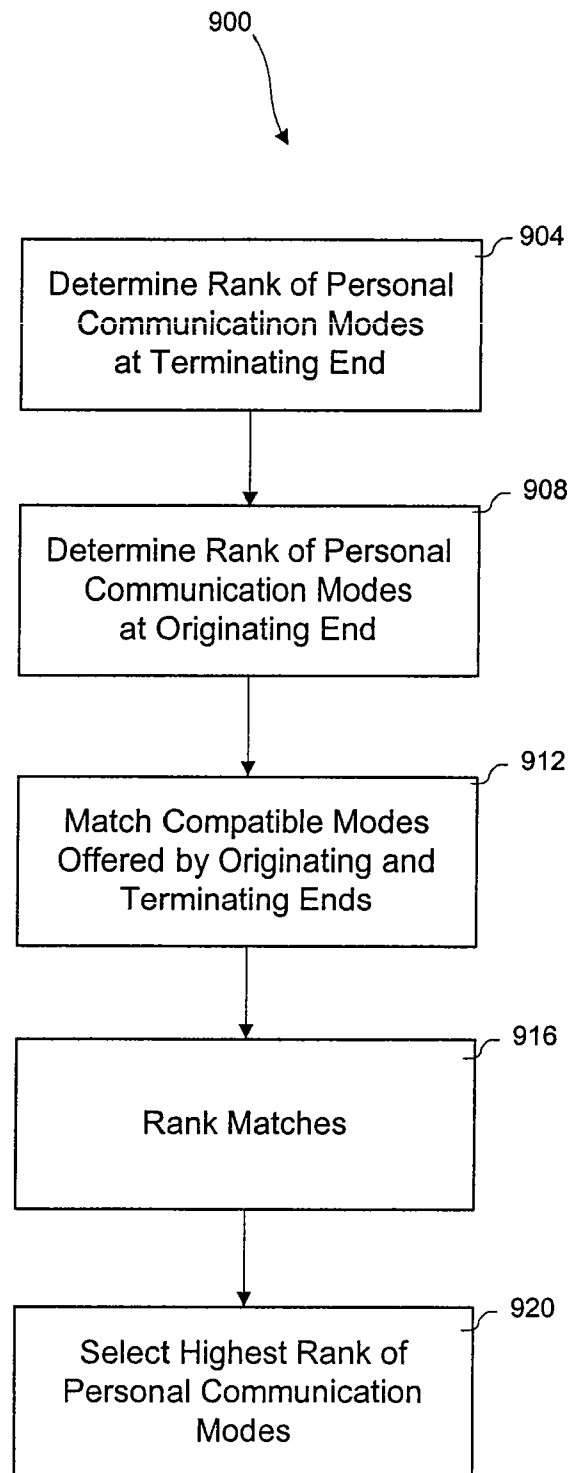 900
904
Determine Rank of Personal
Communicatinon Modes
at Terminating End
908
Determine Rank of Personal
Communication Modes
at Originating End
912
Match Compatible Modes
Offered by Originating and
Terminating Ends
916
Rank Matches
920
Select Highest Rank of
Personal Communication
Modes